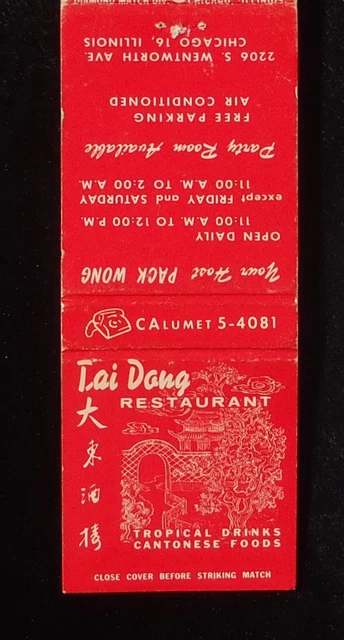 Tai Dong
RESTAURANT
大東酒樓
TROPICAL DRINKS
CANTONESE FOODS
CLOSE COVER BEFORE STRIKING MATCH
CALUMET 5-4081
Your Host PACK WONG
OPEN DAILY
11:00 A.M. TO 12:00 P.M.
except FRIDAY and SATURDAY
11:00 A.M. TO 2:00 A.M.
Party Room Available
FREE PARKING
AIR CONDITIONED
2206 S. WENTWORTH AVE.
CHICAGO 16, ILLINOIS
DIAMOND MATCH DIV. CHICAGO, ILLINOIS